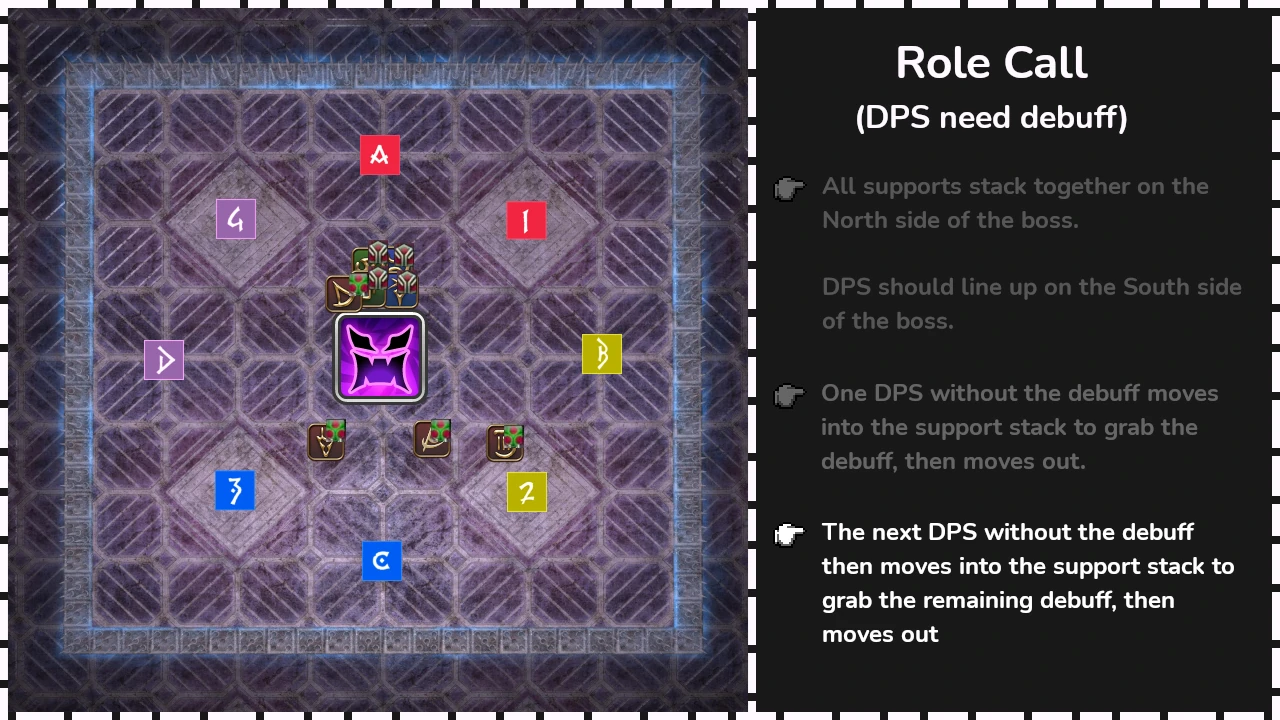 Role Call
(DPS need debuff)
All supports stack together on the
North side of the boss.
DPS should line up on the South side
of the boss.
One DPS without the debuff moves
into the support stack to grab the
debuff, then moves out.
The next DPS without the debuff
then moves into the support stack to
grab the remaining debuff, then
moves out
A
4
1
D
B
3
2
C